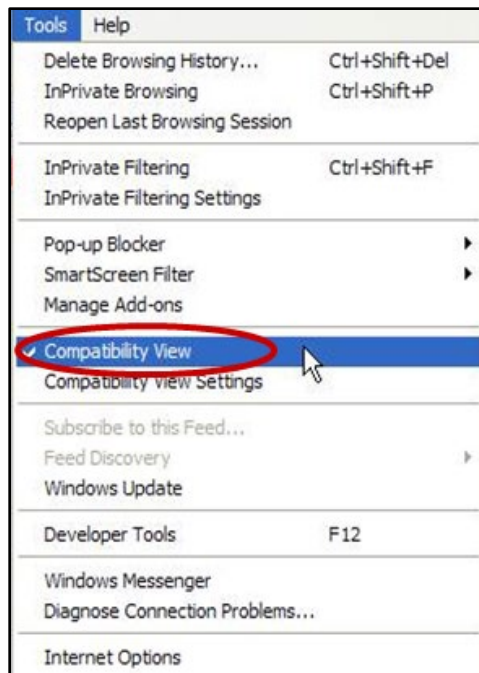 Tools Help
Delete Browsing History... Ctrl+Shift+Del
InPrivate Browsing Ctrl+Shift+P
Reopen Last Browsing Session
InPrivate Filtering Ctrl+Shift+F
InPrivate Filtering Settings
Pop-up Blocker
SmartScreen Filter
Manage Add-ons
Compatibility View
Compatibility View Settings
Subscribe to this Feed...
Feed Discovery
Windows Update
Developer Tools F12
Windows Messenger
Diagnose Connection Problems...
Internet Options